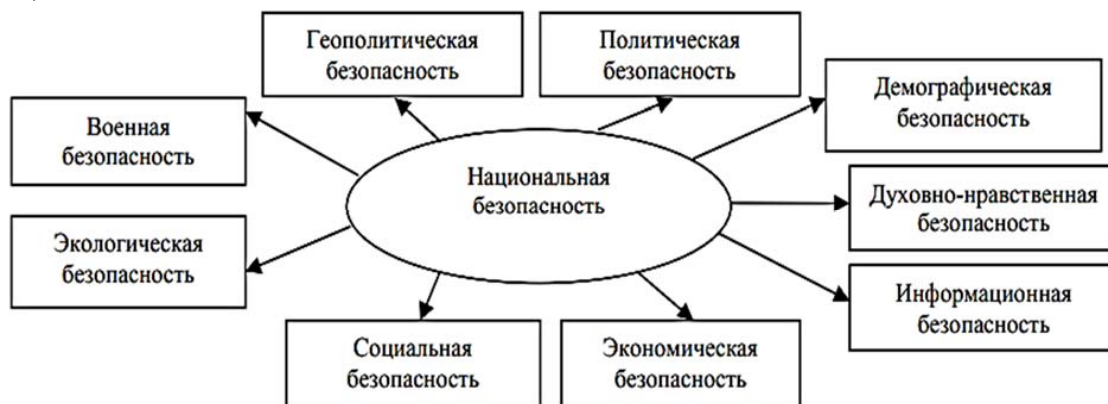 Геополитическая
безопасность
Политическая
безопасность
Демографическая
безопасность
Военная
безопасность
Национальная
безопасность
Духовно-нравственная
безопасность
Экологическая
безопасность
Информационная
безопасность
Социальная
безопасность
Экономическая
безопасность